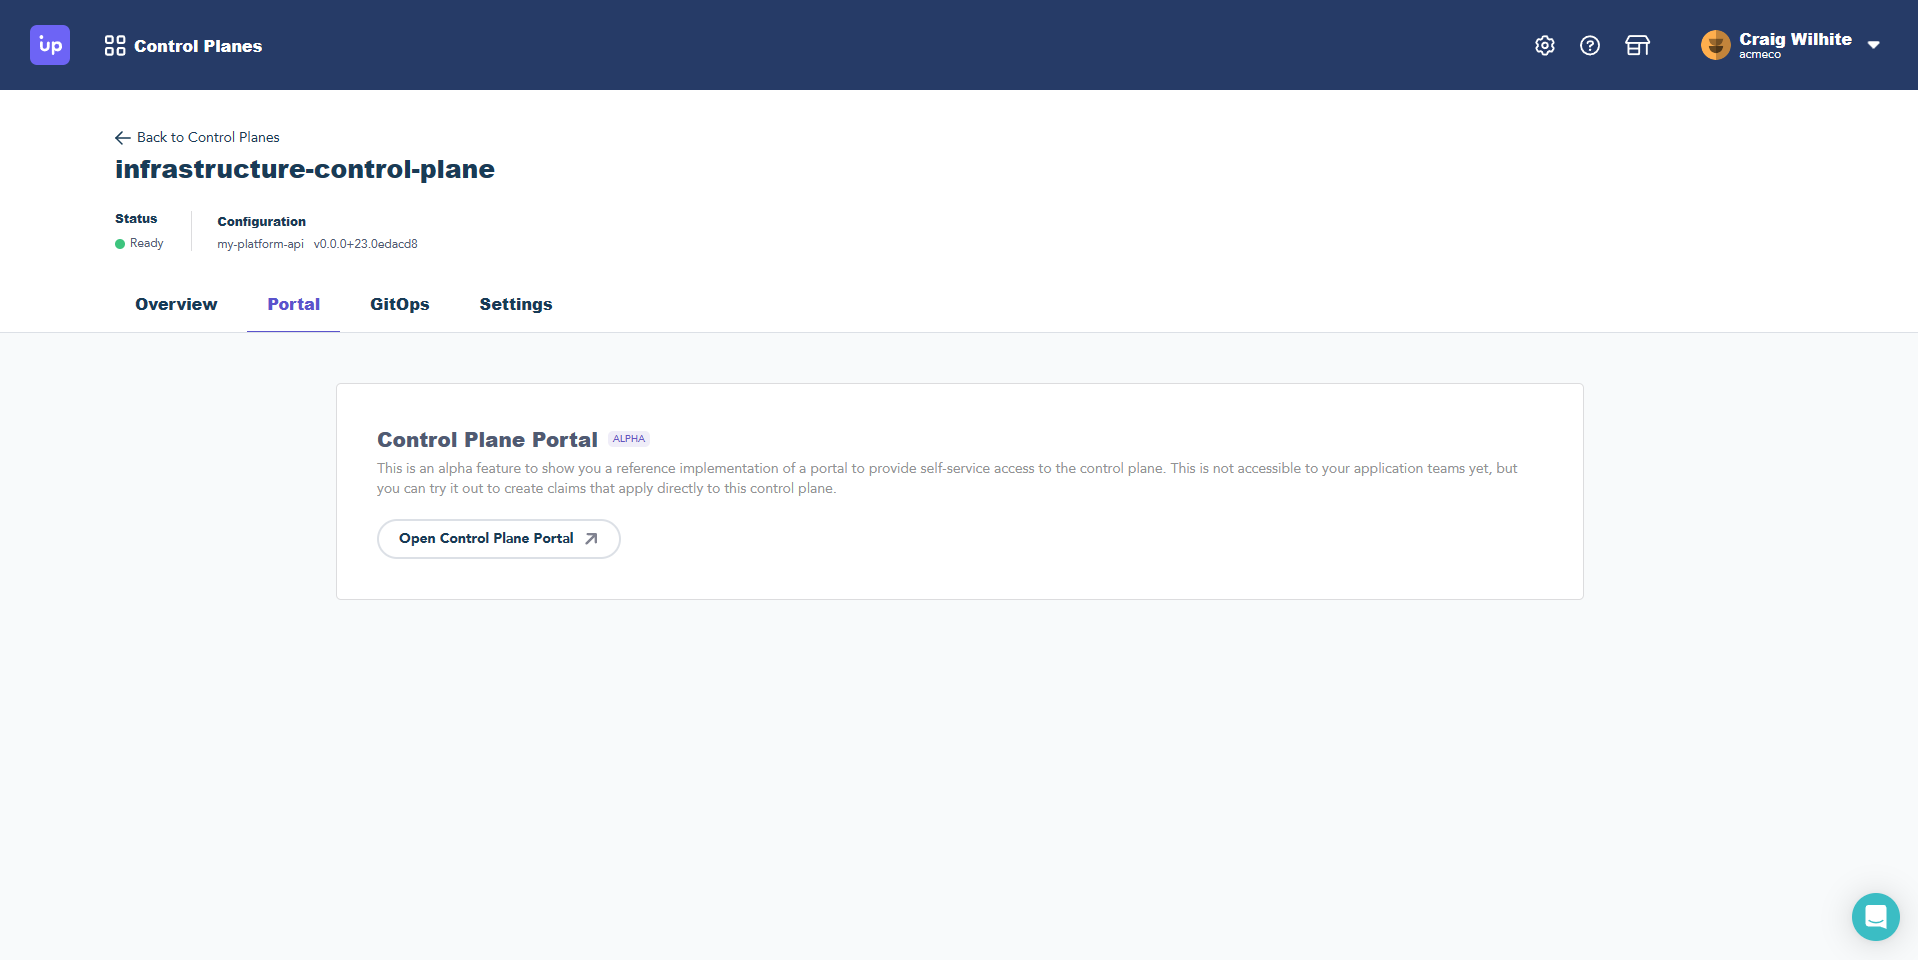 up
Control Planes
Craig Wilhite
acmeco
Back to Control Planes
infrastructure-control-plane
Status
Configuration
Ready
my-platform-api v0.0.0+23.0edacd8
Overview
Portal
GitOps
Settings
Control Plane Portal ALPHA
This is an alpha feature to show you a reference implementation of a portal to provide self-service access to the control plane. This is not accessible to your application teams yet, but
you can try it out to create claims that apply directly to this control plane.
Open Control Plane Portal